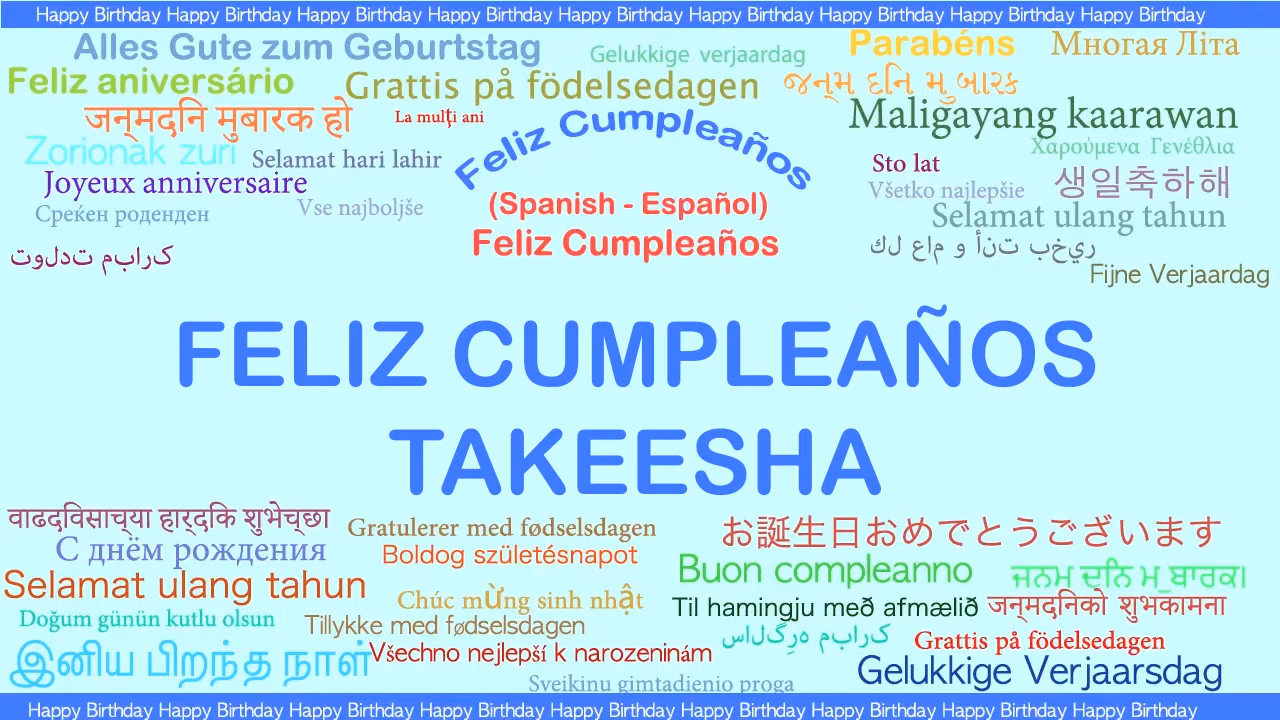 Happy Birthday Happy Birthday Happy Birthday Happy Birthday Happy Birthday Happy Birthday Happy Birthday Happy Birthday Happy Birthday
Alles Gute zum Geburtstag
Gelukkige verjaardag
Parabéns
Многая Літа
Feliz aniversário
Grattis på födelsedagen
જન્મ દિન મુબારક
जन्मदिन मुबारक हो
La mulţi ani
Feliz Cumpleaños
Maligayang kaarawan
Zorionak zuri
Selamat hari lahir
Sto lat
Χαρούμενα Γενέθλια
Joyeux anniversaire
Vse najboljše
(Spanish - Español)
Všetko najlepšie
생일축하해
Среќен роденден
Feliz Cumpleaños
Selamat ulang tahun
تولدت مبارک
كل عام و أنت بخير
Fijne Verjaardag
FELIZ CUMPLEAÑOS
TAKEESHA
वाढदिवसाच्या हार्दिक शुभेच्छा
Gratulerer med fødselsdagen
お誕生日おめでとうございます
С днём рождения
Boldog születésnapot
Selamat ulang tahun
Buon compleanno
ਜਨਮ ਦਿਨ ਮੁਬਾਰਕ।
Chúc mừng sinh nhật
Til hamingju með afmælið
जन्मदिनको शुभकामना
Doğum günün kutlu olsun
Tillykke med fødselsdagen
سالگرہ مبارک
Grattis på födelsedagen
இனிய பிறந்த நாள்
Všechno nejlepší k narozeninám
Gelukkige Verjaarsdag
Sveikinu gimtadienio proga
Happy Birthday Happy Birthday Happy Birthday Happy Birthday Happy Birthday Happy Birthday Happy Birthday Happy Birthday Happy Birthday